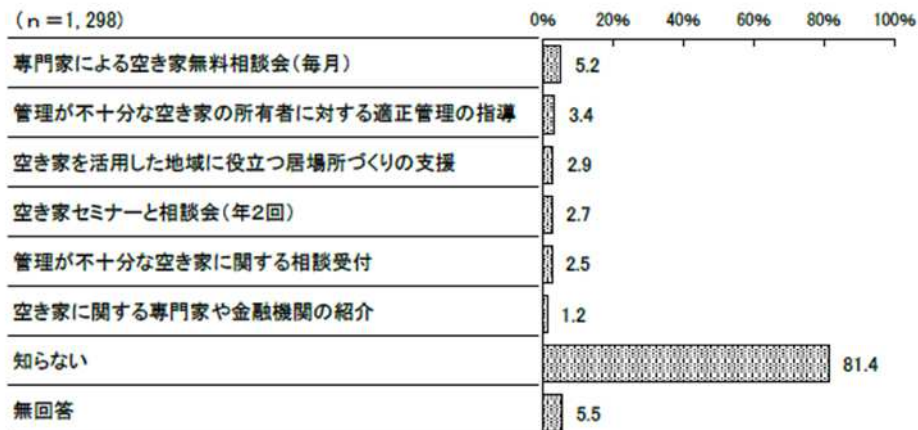 (n=1,298)
0% 20% 40% 60% 80% 100%
専門家による空き家無料相談会(毎月) 5.2
管理が不十分な空き家の所有者に対する適正管理の指導 3.4
空き家を活用した地域に役立つ居場所づくりの支援 2.9
空き家セミナーと相談会(年2回) 2.7
管理が不十分な空き家に関する相談受付 2.5
空き家に関する専門家や金融機関の紹介 1.2
知らない 81.4
無回答 5.5